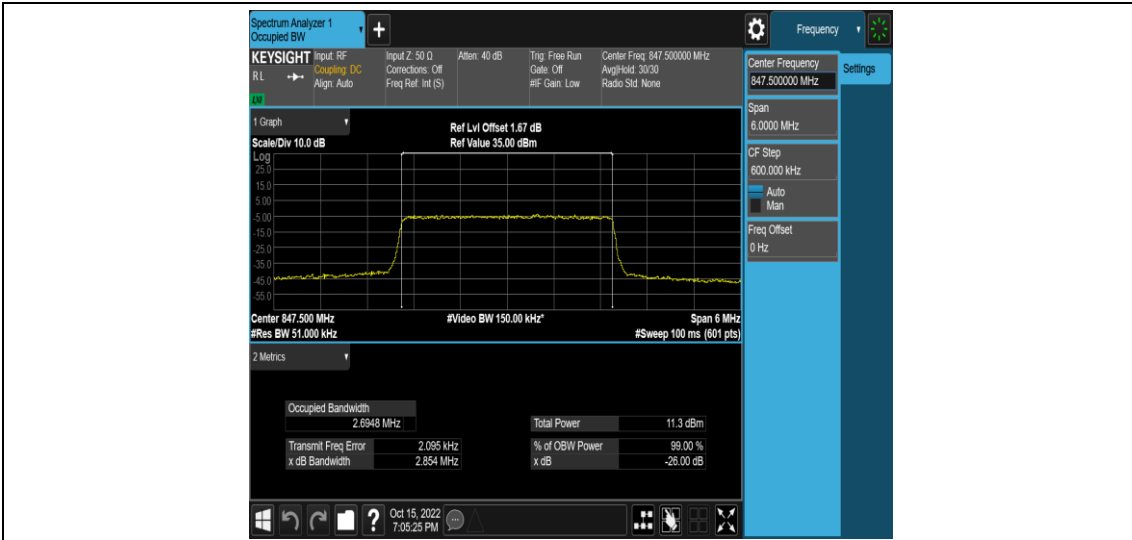 Spectrum Analyzer 1
Occupied BW
+
Frequency
KEYSIGHT
RL
LXI
Input: RF
Coupling: DC
Align: Auto
Input Z: 50 Ω
Corrections: Off
Freq Ref: Int (S)
Atten: 40 dB
Trig: Free Run
Gate: Off
#IF Gain: Low
Center Freq: 847.500000 MHz
Avg|Hold: 30/30
Radio Std: None
Center Frequency
847.500000 MHz
Settings
Span
6.0000 MHz
CF Step
600.000 kHz
Auto
Man
Freq Offset
0 Hz
1 Graph
Ref Lvl Offset 1.67 dB
Scale/Div 10.0 dB
Ref Value 35.00 dBm
Log
25.0
15.0
5.00
-5.00
-15.0
-25.0
-35.0
-45.0
-55.0
Center 847.500 MHz
#Video BW 150.00 kHz*
Span 6 MHz
#Res BW 51.000 kHz
#Sweep 100 ms (601 pts)
2 Metrics
Occupied Bandwidth
2.6948 MHz
Total Power 11.3 dBm
Transmit Freq Error 2.095 kHz
% of OBW Power 99.00 %
x dB Bandwidth 2.854 MHz
x dB -26.00 dB
?
Oct 15, 2022
7:05:25 PM